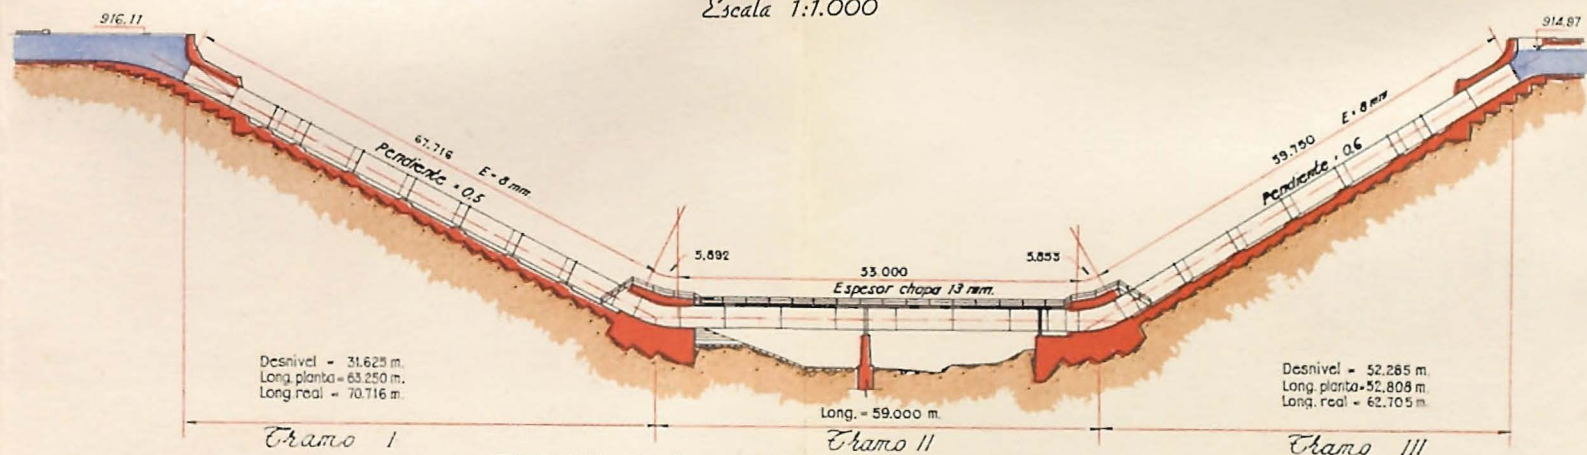 Escala 1:1.000
916.11
914.97
67.716
E = 8 mm.
Pendiente = 0,5
59.750
E = 8 mm
Pendiente = 0,6
5,892
53.000
5.853
Espesor chapa 13 mm.
Desnivel = 31.625 m.
Long. planta = 63.250 m.
Long. real = 70.716 m.
Long. = 59.000 m.
Desnivel = 52,285 m.
Long. planta = 52,808 m.
Long. real = 62.705 m.
Tramo I
Tramo II
Tramo III